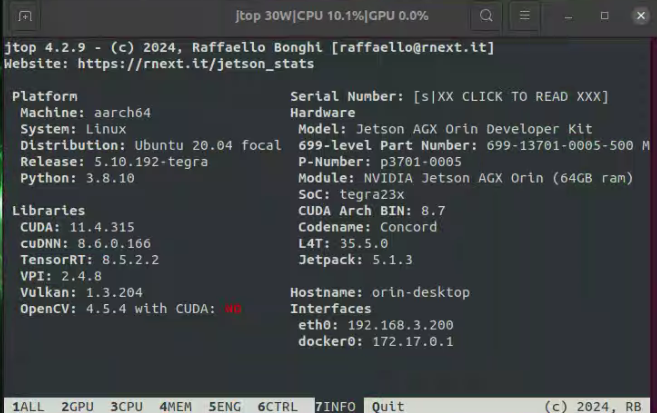 jtop 30W|CPU 10.1%|GPU 0.0%
jtop 4.2.9 - (c) 2024, Raffaello Bonghi [raffaello@rnext.it]
Website: https://rnext.it/jetson_stats
Platform
Machine: aarch64
System: Linux
Distribution: Ubuntu 20.04 focal
Release: 5.10.192-tegra
Python: 3.8.10
Libraries
CUDA: 11.4.315
cuDNN: 8.6.0.166
TensorRT: 8.5.2.2
VPI: 2.4.8
Vulkan: 1.3.204
OpenCV: 4.5.4 with CUDA: NO
Serial Number: [s|XX CLICK TO READ XXX]
Hardware
Model: Jetson AGX Orin Developer Kit
699-level Part Number: 699-13701-0005-500 M
P-Number: p3701-0005
Module: NVIDIA Jetson AGX Orin (64GB ram)
SoC: tegra23x
CUDA Arch BIN: 8.7
Codename: Concord
L4T: 35.5.0
Jetpack: 5.1.3
Hostname: orin-desktop
Interfaces
eth0: 192.168.3.200
docker0: 172.17.0.1
1ALL 2GPU 3CPU 4MEM 5ENG 6CTRL 7INFO Quit (c) 2024, RB